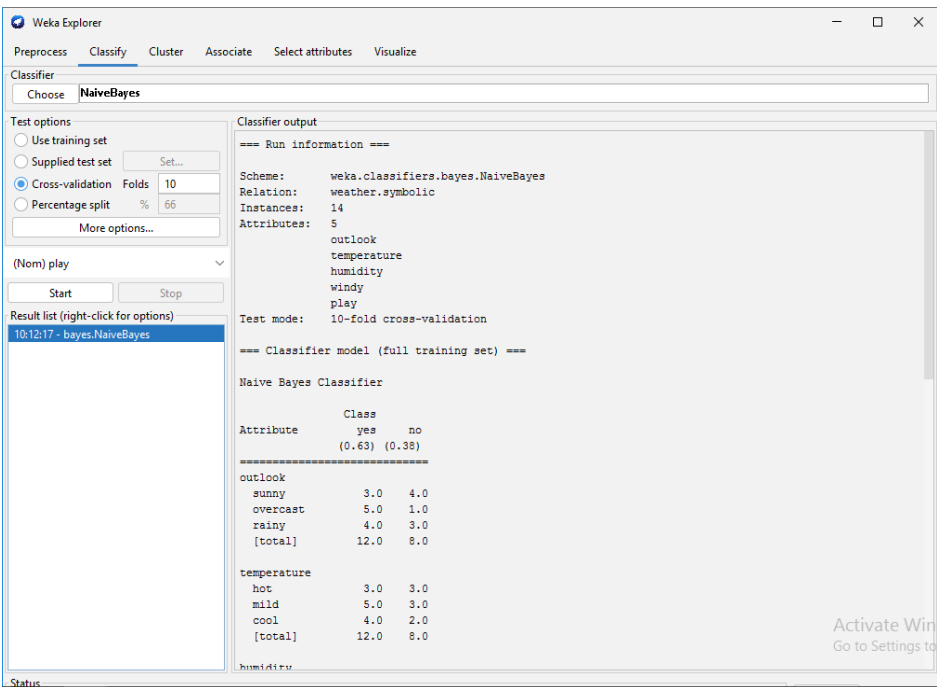 Weka Explorer
Preprocess Classify Cluster Associate Select attributes Visualize
Classifier
Choose NaiveBayes
Test options
Use training set
Supplied test set Set...
Cross-validation Folds 10
Percentage split % 66
More options...
(Nom) play
Start Stop
Result list (right-click for options)
10:12:17 - bayes.NaiveBayes
Classifier output
=== Run information ===
Scheme: weka.classifiers.bayes.NaiveBayes
Relation: weather.symbolic
Instances: 14
Attributes: 5
outlook
temperature
humidity
windy
play
Test mode: 10-fold cross-validation
=== Classifier model (full training set) ===
Naive Bayes Classifier
Class
Attribute yes no
(0.63) (0.38)
=============================
outlook
sunny 3.0 4.0
overcast 5.0 1.0
rainy 4.0 3.0
[total] 12.0 8.0
temperature
hot 3.0 3.0
mild 5.0 3.0
cool 4.0 2.0
[total] 12.0 8.0
humidity
Activate Win
Go to Settings to
Status